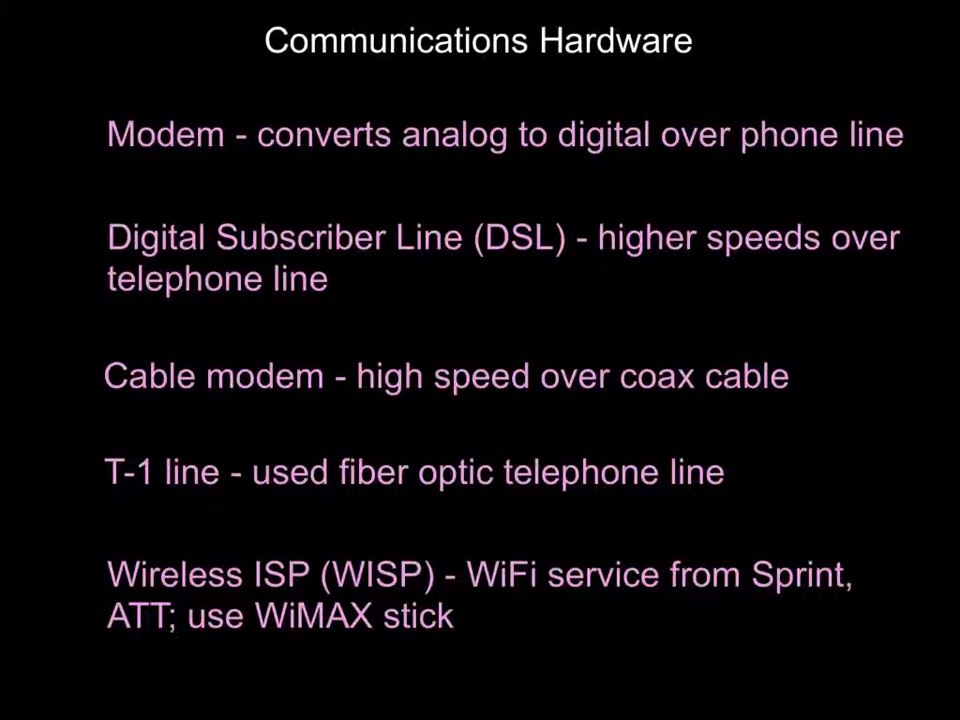 Communications Hardware
Modem - converts analog to digital over phone line
Digital Subscriber Line (DSL) - higher speeds over
telephone line
Cable modem - high speed over coax cable
T-1 line - used fiber optic telephone line
Wireless ISP (WISP) - WiFi service from Sprint,
ATT; use WiMAX stick